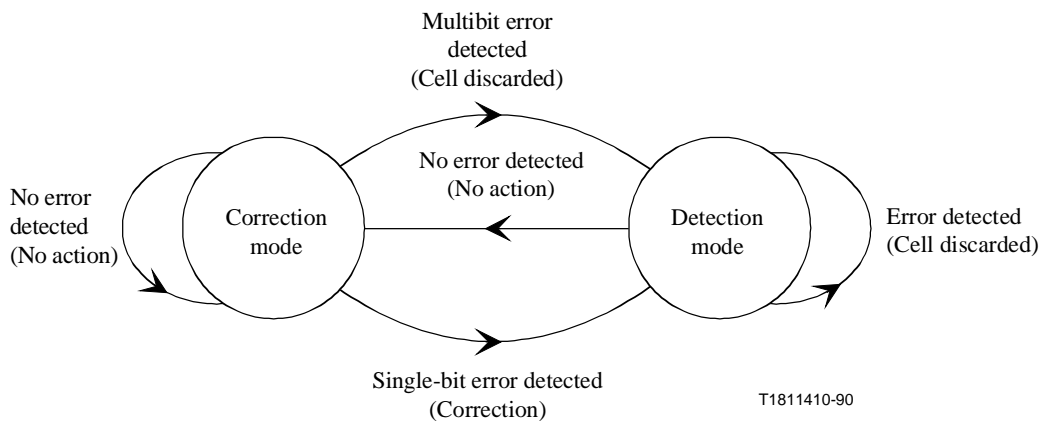 Multibit error
detected
(Cell discarded)
No error detected
(No action)
No error
detected
(No action)
Correction
mode
Detection
mode
Error detected
(Cell discarded)
Single-bit error detected
(Correction)
T1811410-90